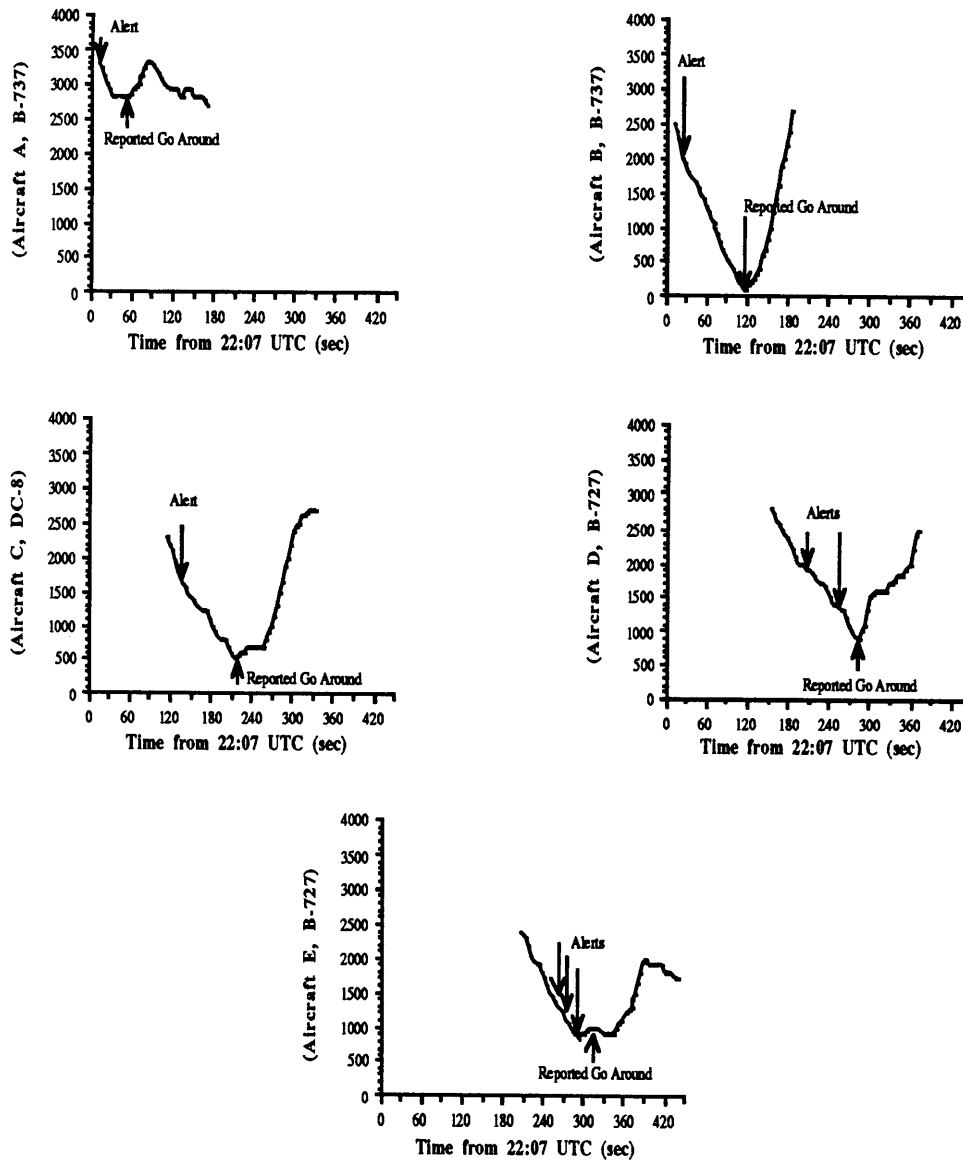 (Aircraft A, B-737)
4000
3500
3000
2500
2000
1500
1000
500
0
Alert
Reported Go Around
0 60 120 180 240 300 360 420
Time from 22:07 UTC (sec)
(Aircraft B, B-737)
4000
3500
3000
2500
2000
1500
1000
500
0
Alert
Reported Go Around
0 60 120 180 240 300 360 420
Time from 22:07 UTC (sec)
(Aircraft C, DC-8)
4000
3500
3000
2500
2000
1500
1000
500
0
Alert
Reported Go Around
0 60 120 180 240 300 360 420
Time from 22:07 UTC (sec)
(Aircraft D, B-727)
4000
3500
3000
2500
2000
1500
1000
500
0
Alerts
Reported Go Around
0 60 120 180 240 300 360 420
Time from 22:07 UTC (sec)
(Aircraft E, B-727)
4000
3500
3000
2500
2000
1500
1000
500
0
Alerts
Reported Go Around
0 60 120 180 240 300 360 420
Time from 22:07 UTC (sec)